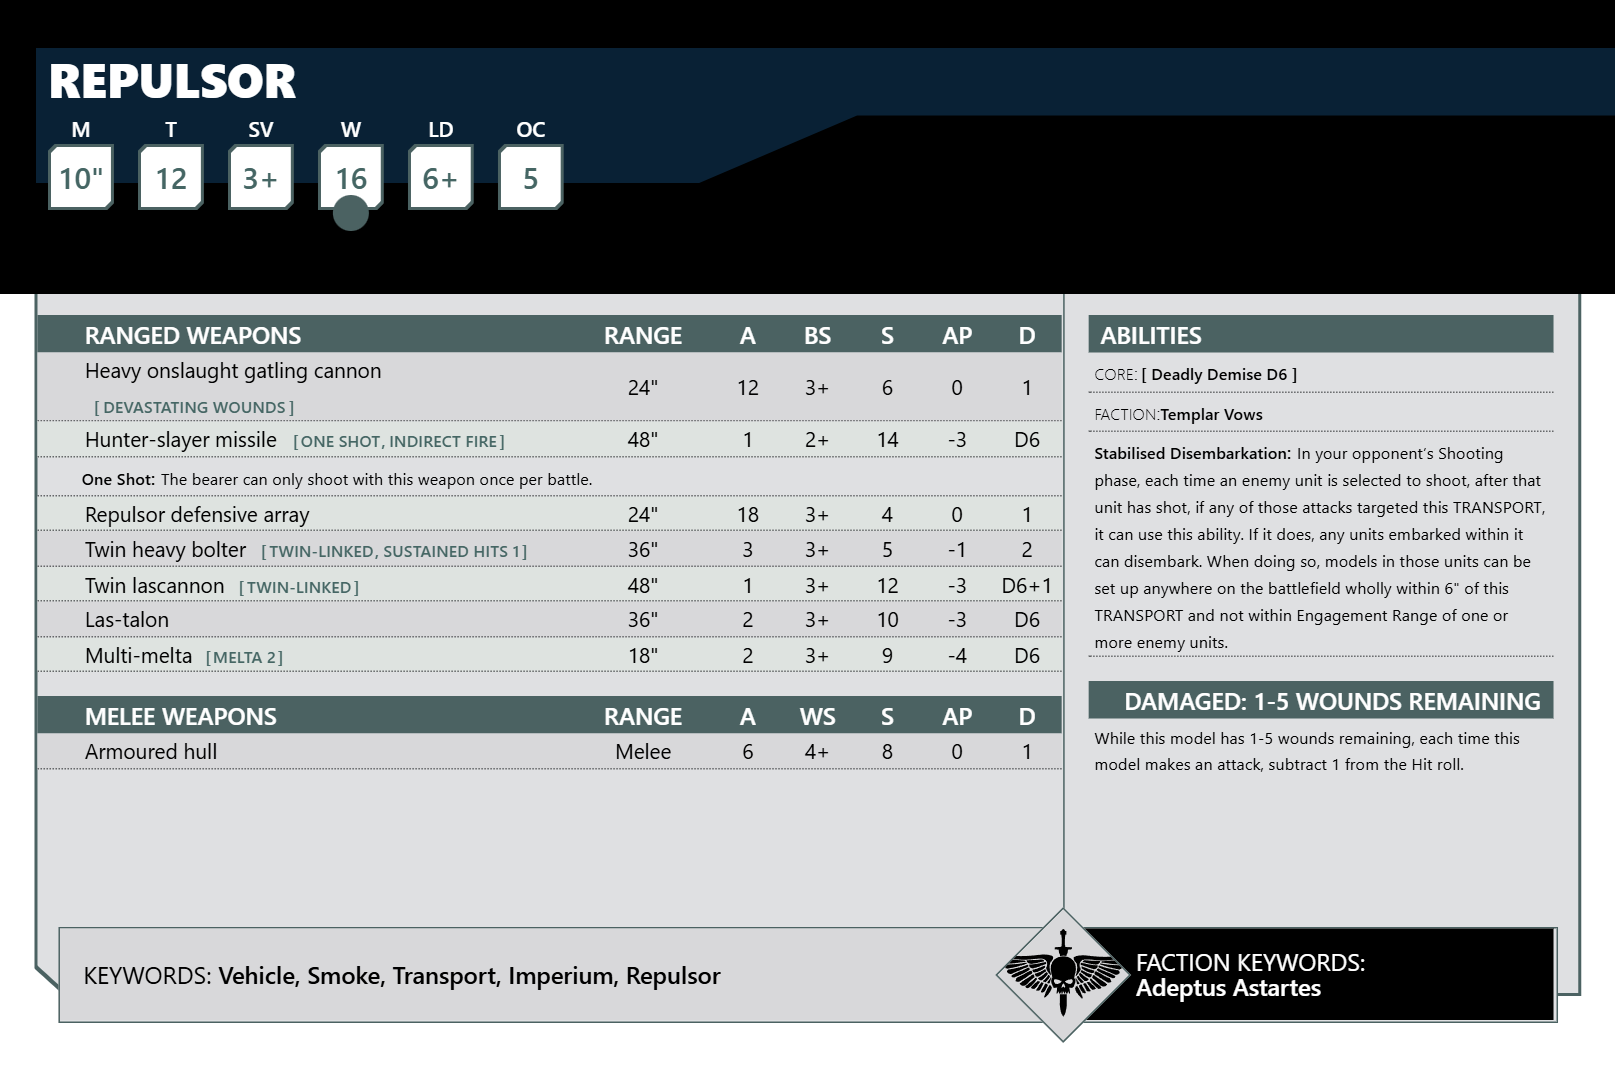 REPULSOR
M T SV W LD OC
10" 12 3+ 16 6+ 5
RANGED WEAPONS RANGE A BS S AP D
Heavy onslaught gatling cannon
[DEVASTATING WOUNDS] 24" 12 3+ 6 0 1
Hunter-slayer missile [ONE SHOT, INDIRECT FIRE] 48" 1 2+ 14 -3 D6
One Shot: The bearer can only shoot with this weapon once per battle.
Repulsor defensive array 24" 18 3+ 4 0 1
Twin heavy bolter [TWIN-LINKED, SUSTAINED HITS 1] 36" 3 3+ 5 -1 2
Twin lascannon [TWIN-LINKED] 48" 1 3+ 12 -3 D6+1
Las-talon 36" 2 3+ 10 -3 D6
Multi-melta [MELTA 2] 18" 2 3+ 9 -4 D6
MELEE WEAPONS RANGE A WS S AP D
Armoured hull Melee 6 4+ 8 0 1
ABILITIES
CORE: [ Deadly Demise D6 ]
FACTION:Templar Vows
Stabilised Disembarkation: In your opponent's Shooting
phase, each time an enemy unit is selected to shoot, after that
unit has shot, if any of those attacks targeted this TRANSPORT,
it can use this ability. If it does, any units embarked within it
can disembark. When doing so, models in those units can be
set up anywhere on the battlefield wholly within 6" of this
TRANSPORT and not within Engagement Range of one or
more enemy units.
DAMAGED: 1-5 WOUNDS REMAINING
While this model has 1-5 wounds remaining, each time this
model makes an attack, subtract 1 from the Hit roll.
KEYWORDS: Vehicle, Smoke, Transport, Imperium, Repulsor
FACTION KEYWORDS:
Adeptus Astartes